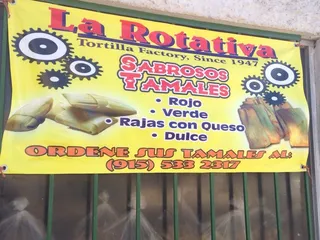 La Rotativa
Tortilla Factory, Since 1947
SABROSOS
TAMALES
• Rojo
• Verde
• Rajas con Queso
• Dulce
ORDENE SUS TAMALES AL:
(915) 533 2317